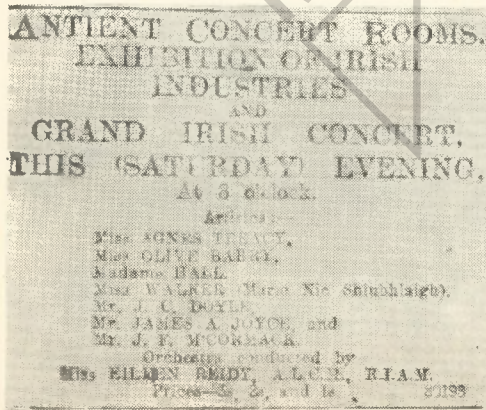 ANTIENT CONCERT ROOMS.
EXHIBITION OF IRISH
INDUSTRIES
AND
GRAND IRISH CONCERT,
THIS (SATURDAY) EVENING,
At 8 o'clock.
Artistes:—
Miss AGNES TREACY,
Miss OLIVE BARRY,
Madame HALL
Miss WALKER (Maire Nic Shiubhlaigh),
Mr. J. C. DOYLE,
Mr. JAMES A JOYCE, and
Mr. J. F. M'CORMACK.
Orchestra conducted by
Miss EILEEN REIDY, A.L.C.M., R.I.A.M.
Prices— and 1s